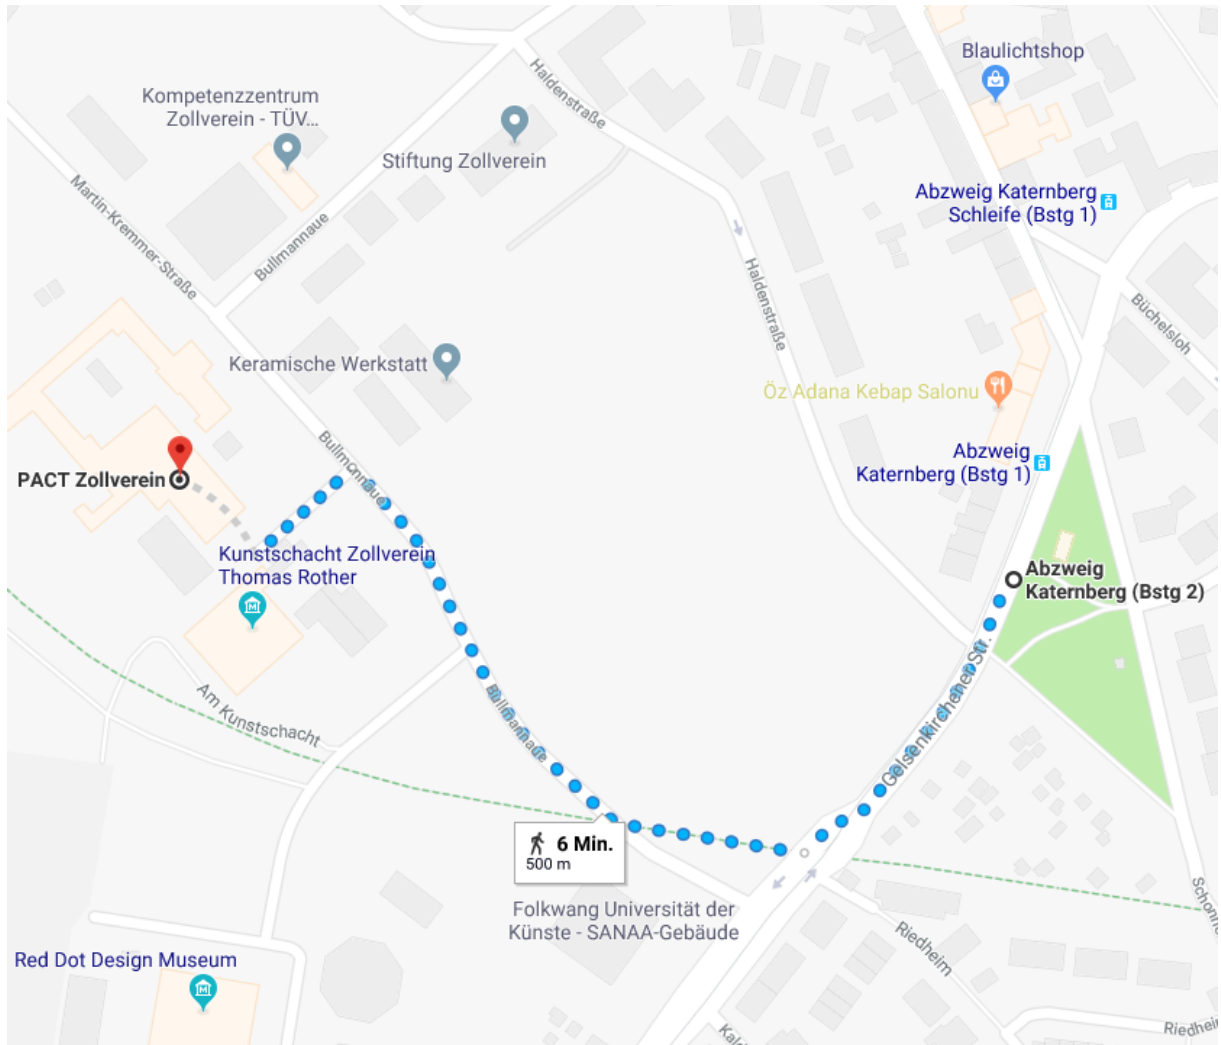 Blaulichtshop
Kompetenzzentrum
Zollverein - TÜV...
Haldenstraße
Stiftung Zollverein
Abzweig Katernberg
Schleife (Bstg 1)
Martin-Kremmer-Straße
Bullmannaue
Haldenstraße
Büchelsloh
Keramische Werkstatt
Öz Adana Kebap Salonu
Bullmannaue
Abzweig
Katernberg (Bstg 1)
PACT Zollverein
Kunstschacht Zollverein
Thomas Rother
Abzweig
Katernberg (Bstg 2)
Am Kunstschacht
Bullmannaue
Gelsenkirchener Str.
6 Min.
500 m
Folkwang Universität der
Künste - SANAA-Gebäude
Riedheim
Red Dot Design Museum
Riedhei